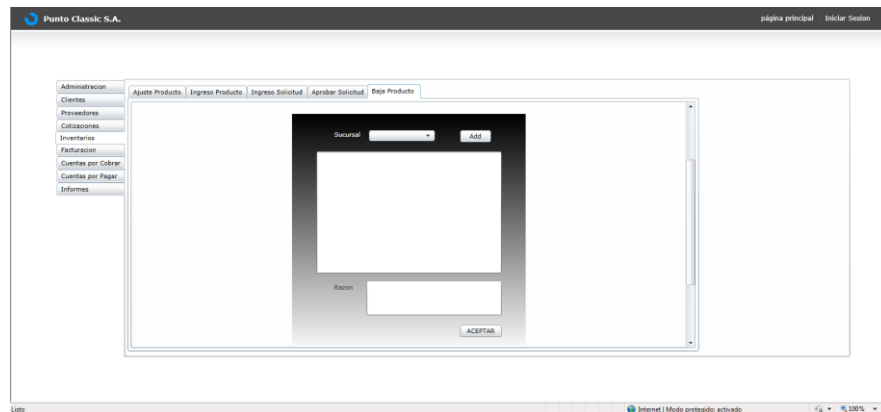 Punto Classic S.A.
página principal Iniciar Sesion
Administracion
Clientes
Proveedores
Cotizaciones
Inventarios
Facturacion
Cuentas por Cobrar
Cuentas por Pagar
Informes
Ajuste Producto Ingreso Producto Ingreso Solicitud Aprobar Solicitud Baja Producto
Sucursal Add
Razon
ACEPTAR
Listo Internet | Modo protegido: activado 100%